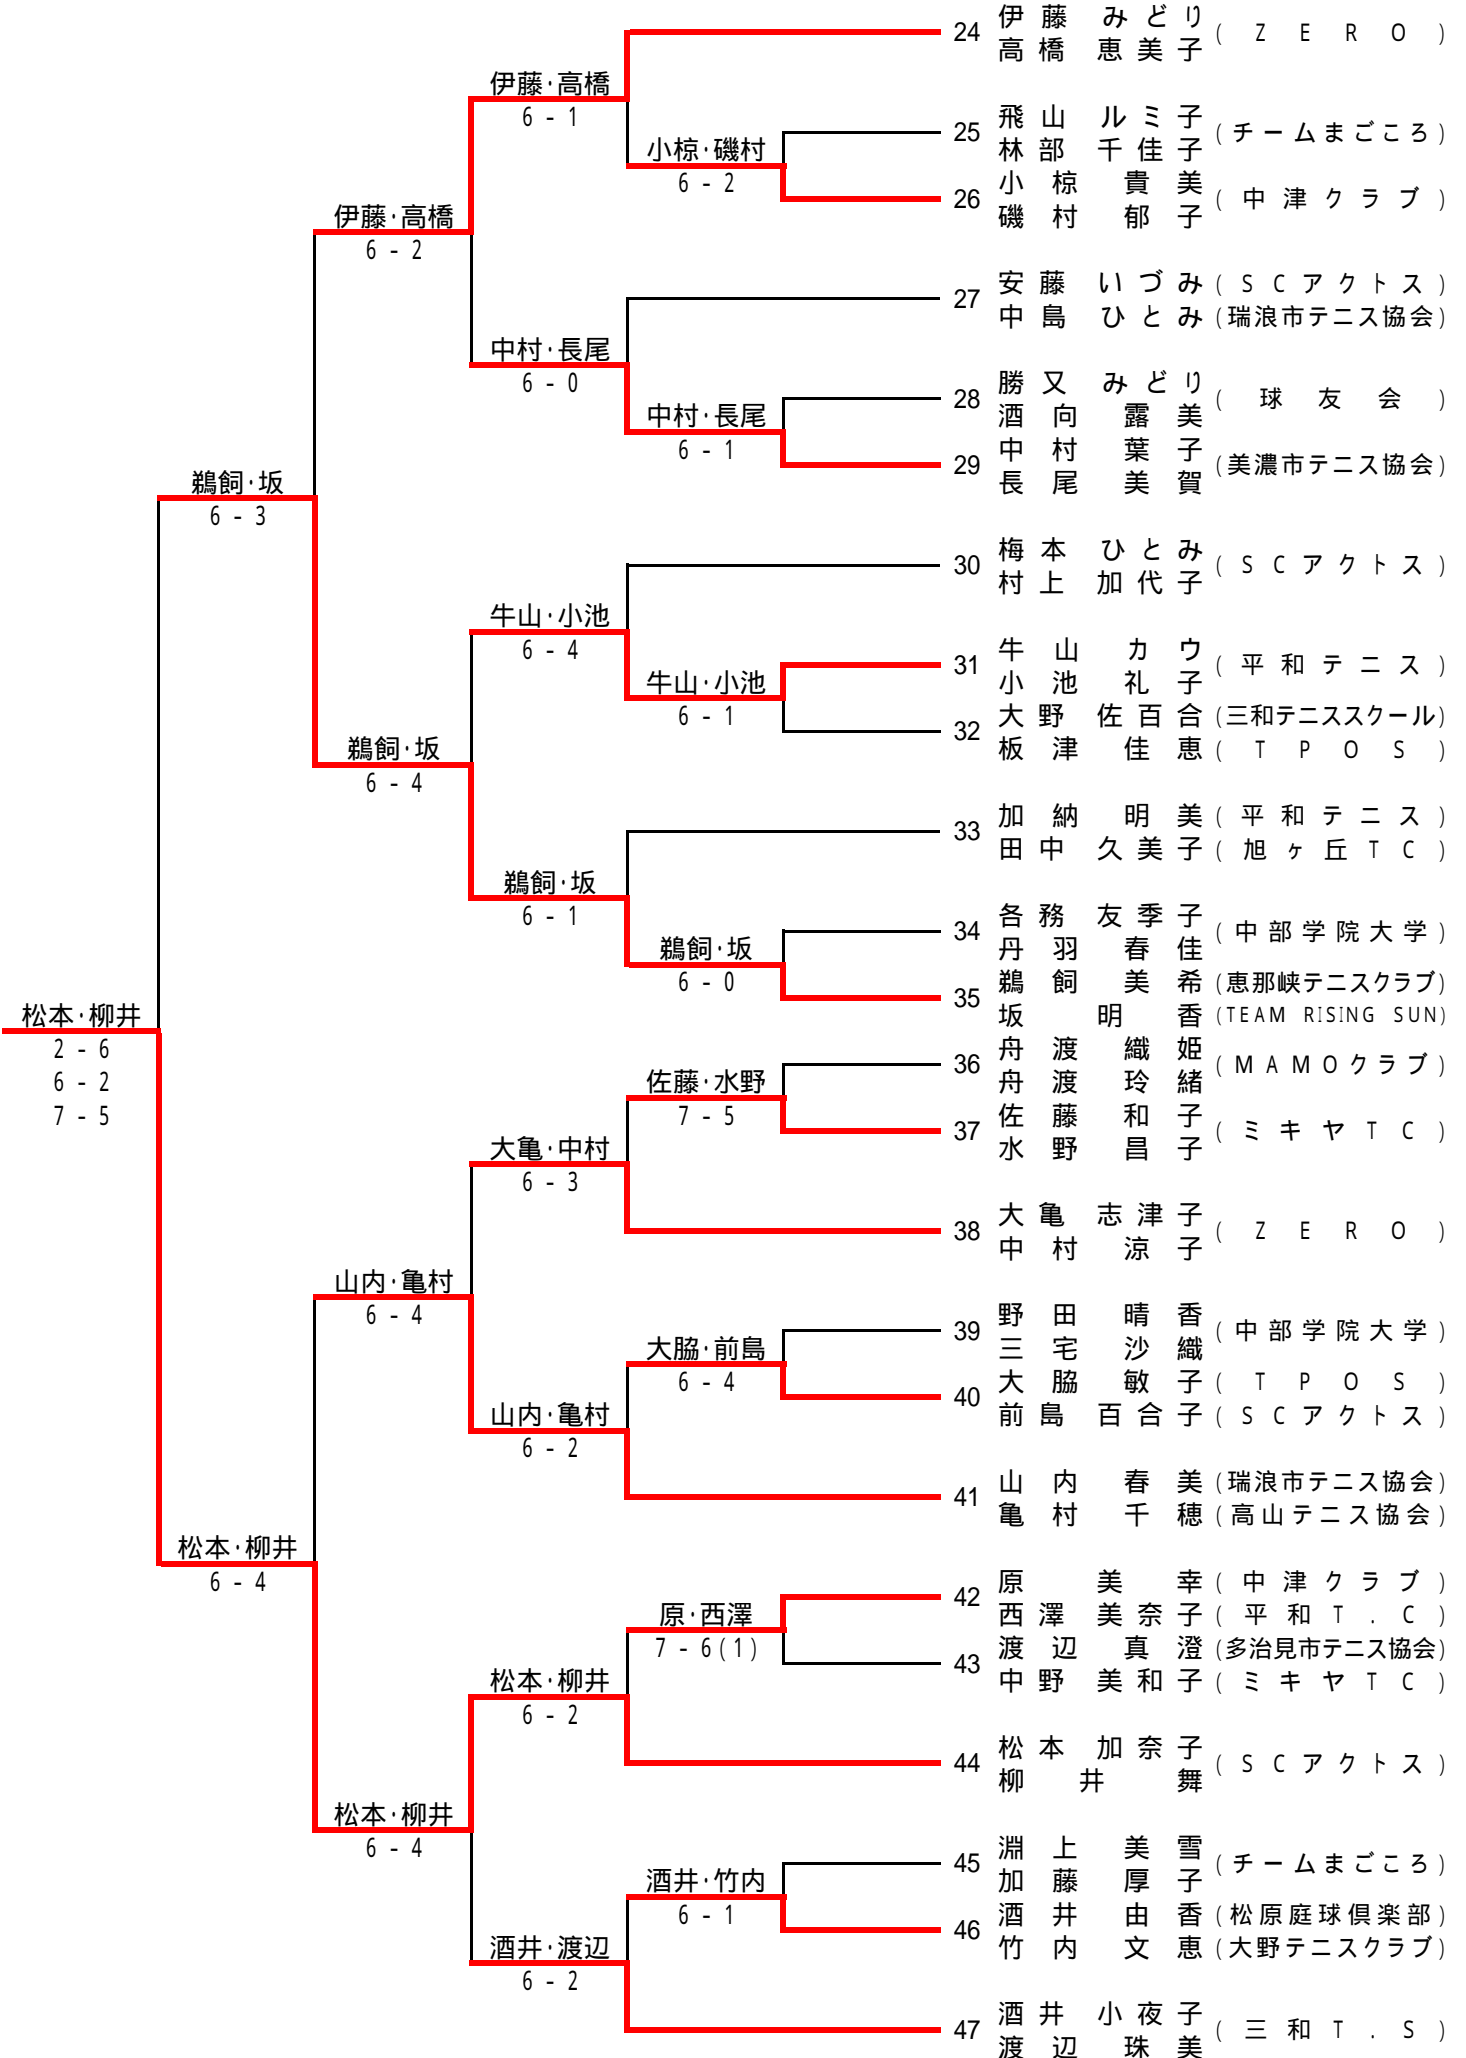 24 伊藤 みどり (ZERO)
高橋 恵美子
伊藤・高橋
6 - 1
25 飛山 ルミ子 (チームまごころ)
林部 千佳子
小椋・磯村
6 - 2
26 小椋 貴美 (中津クラブ)
磯村 郁子
伊藤・高橋
6 - 2
27 安藤 いづみ (SCアクトス)
中島 ひとみ (瑞浪市テニス協会)
中村・長尾
6 - 0
28 勝又 みどり (球友会)
酒向 露美
中村・長尾
6 - 1
29 中村 葉子 (美濃市テニス協会)
長尾 美賀
鵜飼・坂
6 - 3
30 梅本 ひとみ (SCアクトス)
村上 加代子
牛山・小池
6 - 4
31 牛山 カウ (平和テニス)
小池 礼子
牛山・小池
6 - 1
32 大野 佐百合 (三和テニススクール)
板津 佳恵 (TPOS)
鵜飼・坂
6 - 4
33 加納 明美 (平和テニス)
田中 久美子 (旭ヶ丘TC)
鵜飼・坂
6 - 1
34 各務 友季子 (中部学院大学)
丹羽 春佳
鵜飼・坂
6 - 0
35 鵜飼 美希 (恵那峡テニスクラブ)
坂 明香 (TEAM RISING SUN)
松本・柳井
2 - 6
6 - 2
7 - 5
36 舟渡 織姫 (MAMOクラブ)
舟渡 玲緒
佐藤・水野
7 - 5
37 佐藤 和子 (ミキヤTC)
水野 昌子
大亀・中村
6 - 3
38 大亀 志津子 (ZERO)
中村 涼子
山内・亀村
6 - 4
39 野田 晴香 (中部学院大学)
三宅 沙織
大脇・前島
6 - 4
40 大脇 敏子 (TPOS)
前島 百合子 (SCアクトス)
山内・亀村
6 - 2
41 山内 春美 (瑞浪市テニス協会)
亀村 千穂 (高山テニス協会)
松本・柳井
6 - 4
42 原 美幸 (中津クラブ)
西澤 美奈子 (平和T.C)
原・西澤
7 - 6(1)
43 渡辺 真澄 (多治見市テニス協会)
中野 美和子 (ミキヤTC)
松本・柳井
6 - 2
44 松本 加奈子 (SCアクトス)
柳井 舞
松本・柳井
6 - 4
45 淵上 美雪 (チームまごころ)
加藤 厚子
酒井・竹内
6 - 1
46 酒井 由香 (松原庭球倶楽部)
竹内 文恵 (大野テニスクラブ)
酒井・渡辺
6 - 2
47 酒井 小夜子 (三和T.S)
渡辺 珠美